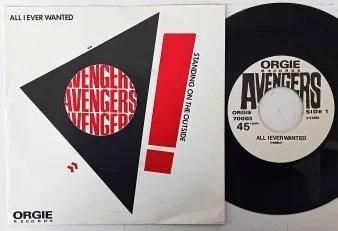 ALL I EVER WANTED
AVENGERS
AVENGERS
AVENGERS
STANDING ON THE OUTSIDE
!
ORGIE
RECORDS
ORGIE
RECORDS
AVENGERS
ORGIE
70003
45 RPM
SIDE 1
ALL I EVER WANTED